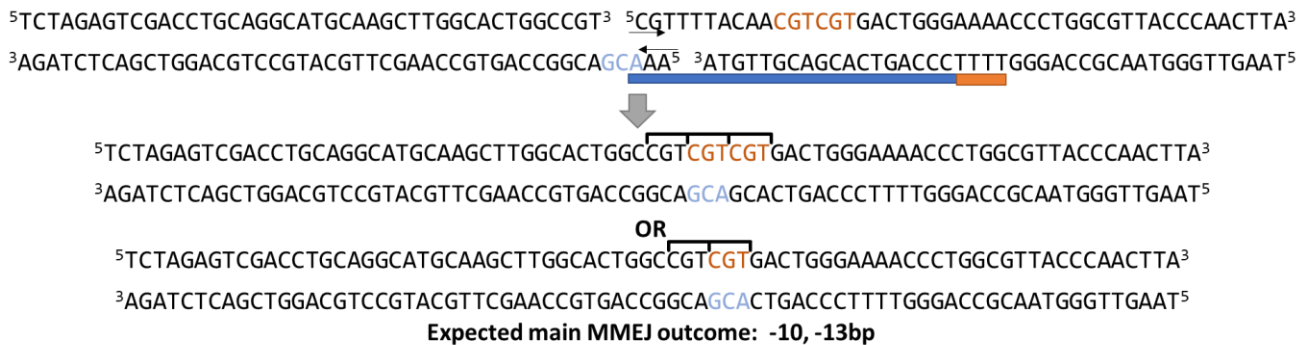 ⁵TCTAGAGTCGACCTGCAGGCATGCAAGCTTGGCACTGGCCGT³ ⁵CGTTTTACAACGTCGTGACTGGGAAAACCCTGGCGTTACCCAACTTA³
³AGATCTCAGCTGGACGTCCGTACGTTCGAACCGTGACCGGCAGCAAA⁵ ³ATGTTGCAGCACTGACCCTTTTGGGACCGCAATGGGTTGAAT⁵
⁵TCTAGAGTCGACCTGCAGGCATGCAAGCTTGGCACTGGCCGTCGTCGTGACTGGGAAAACCCTGGCGTTACCCAACTTA³
³AGATCTCAGCTGGACGTCCGTACGTTCGAACCGTGACCGGCAGCAGCACTGACCCTTTTGGGACCGCAATGGGTTGAAT⁵
OR
⁵TCTAGAGTCGACCTGCAGGCATGCAAGCTTGGCACTGGCCGTCGTGACTGGGAAAACCCTGGCGTTACCCAACTTA³
³AGATCTCAGCTGGACGTCCGTACGTTCGAACCGTGACCGGCAGCACTGACCCTTTTGGGACCGCAATGGGTTGAAT⁵
Expected main MMEJ outcome: -10, -13bp